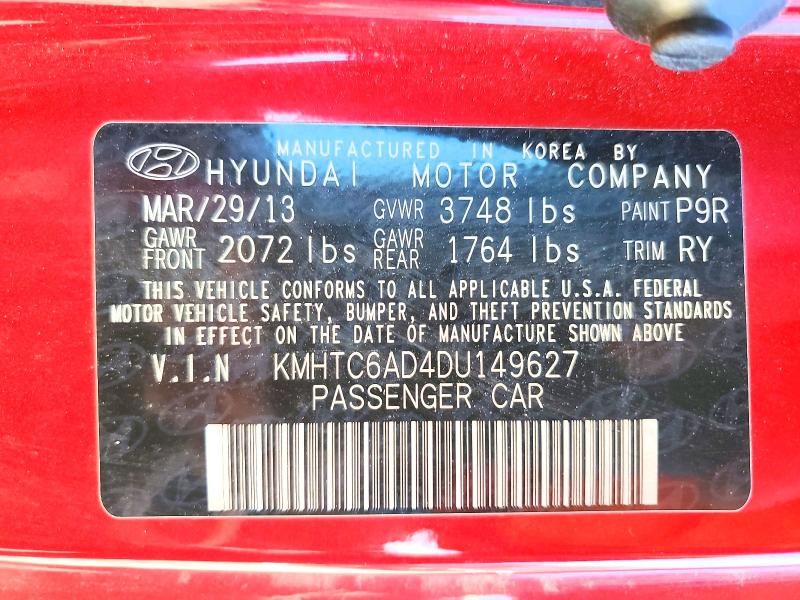 MANUFACTURED IN KOREA BY
HYUNDAI MOTOR COMPANY
MAR/29/13 GVWR 3748 lbs PAINT P9R
GAWR FRONT 2072 lbs GAWR REAR 1764 lbs TRIM RY
THIS VEHICLE CONFORMS TO ALL APPLICABLE U.S.A. FEDERAL
MOTOR VEHICLE SAFETY, BUMPER, AND THEFT PREVENTION STANDARDS
IN EFFECT ON THE DATE OF MANUFACTURE SHOWN ABOVE
V.I.N KMHTC6AD4DU149627
PASSENGER CAR